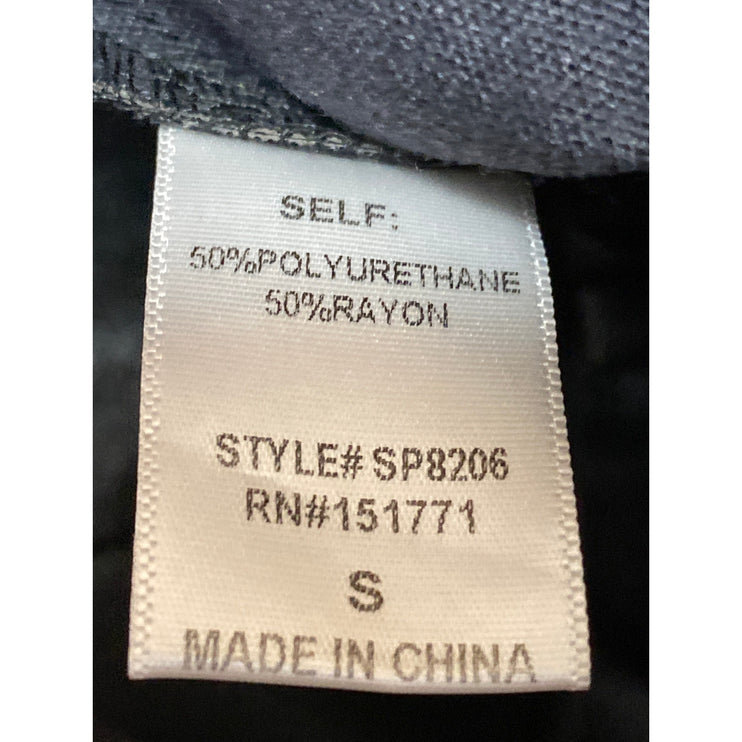 SELF:
50%POLYURETHANE
50%RAYON
STYLE# SP8206
RN#151771
S
MADE IN CHINA